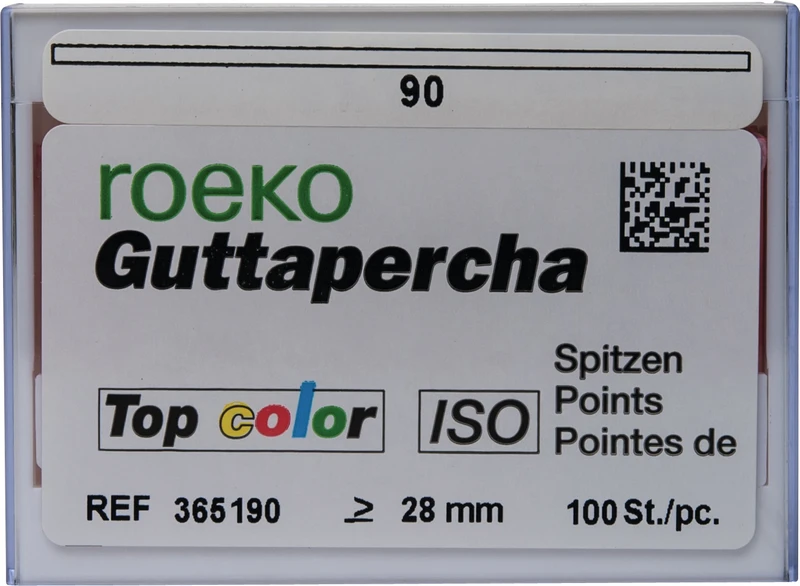 90
roeko
Guttapercha
Spitzen
Top color ISO Points
Pointes de
REF 365190 ≥ 28 mm 100 St./pc.